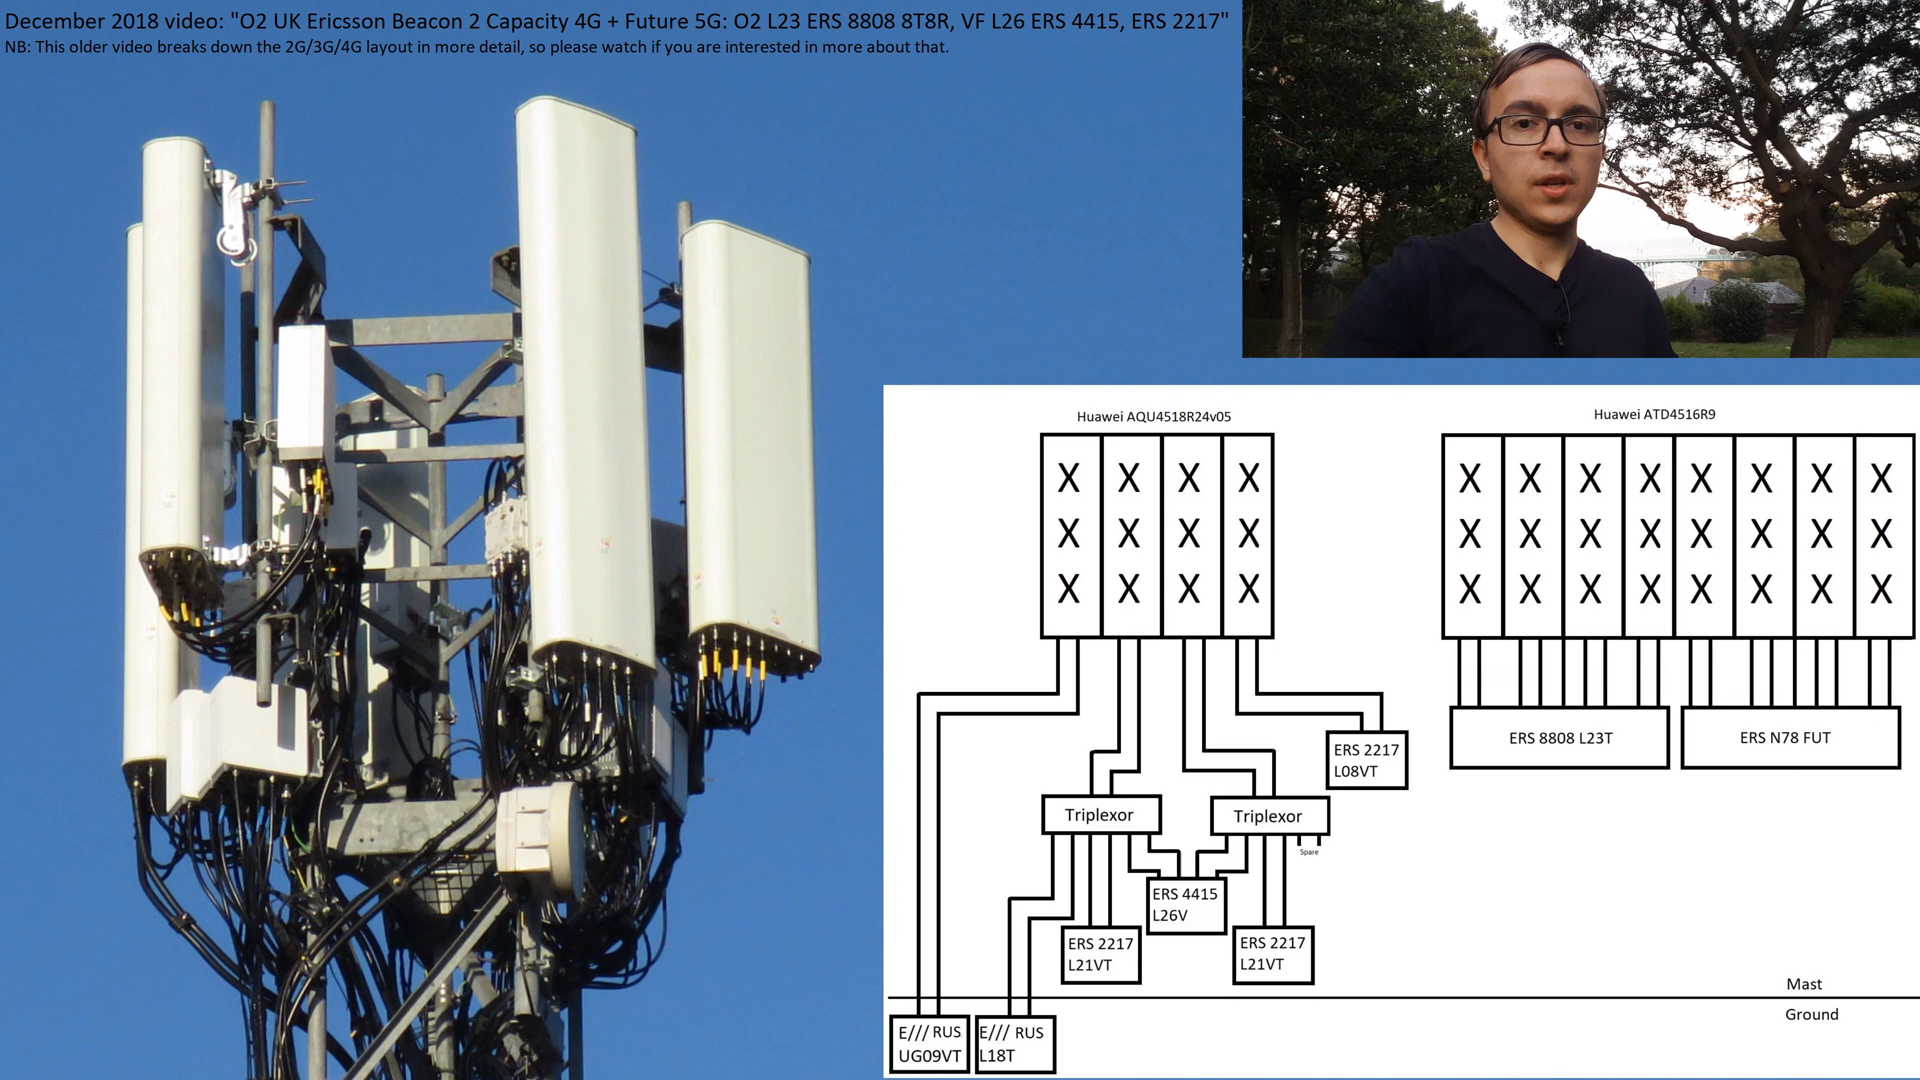 December 2018 video: "O2 UK Ericsson Beacon 2 Capacity 4G + Future 5G: O2 L23 ERS 8808 8T8R, VF L26 ERS 4415, ERS 2217"
NB: This older video breaks down the 2G/3G/4G layout in more detail, so please watch if you are interested in more about that.
Huawei AQU4518R24v05
Huawei ATD4516R9
X X X X
X X X X
X X X X
X X X X X X X X
X X X X X X X X
X X X X X X X X
ERS 8808 L23T
ERS N78 FUT
ERS 2217
L08VT
Triplexor
Triplexor
Spare
ERS 4415
L26V
ERS 2217
L21VT
ERS 2217
L21VT
Mast
Ground
E/// RUS
UG09VT
E/// RUS
L18T